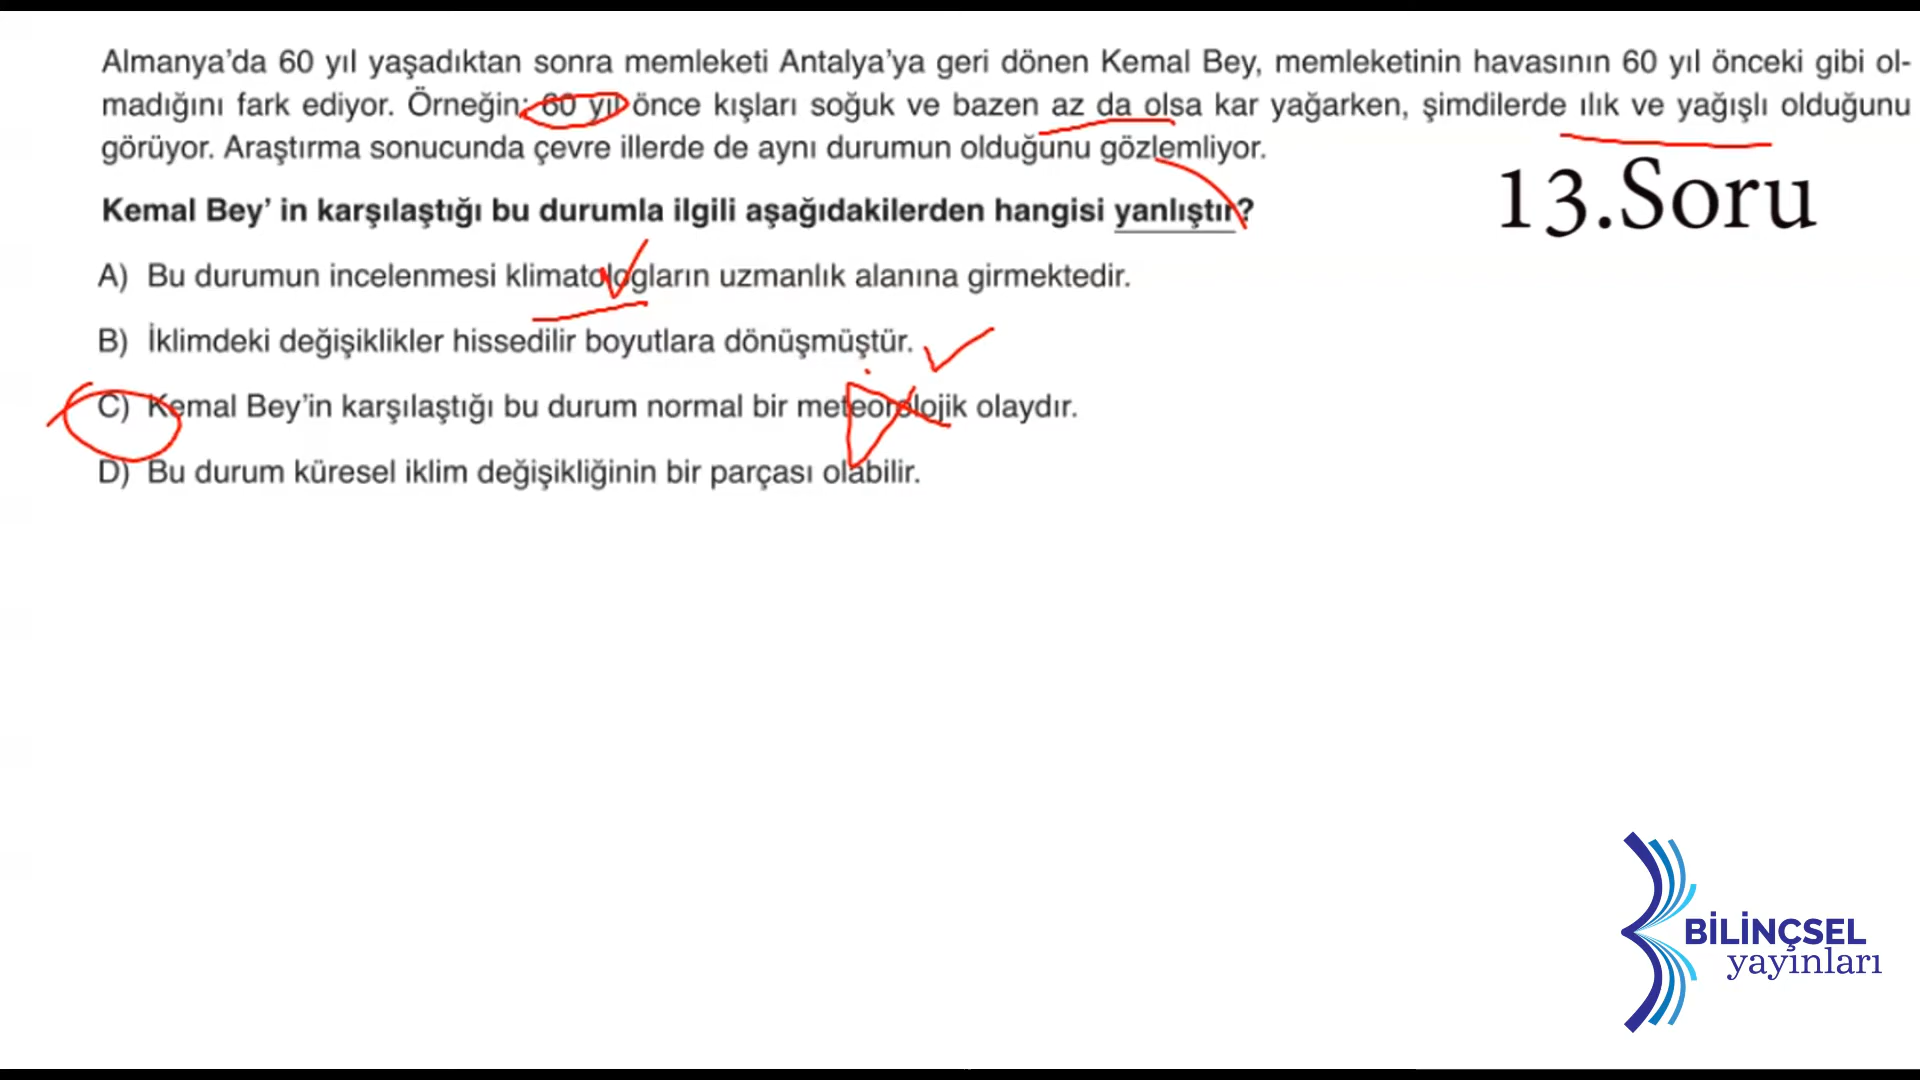 Almanya’da 60 yıl yaşadıktan sonra memleketi Antalya’ya geri dönen Kemal Bey, memleketinin havasının 60 yıl önceki gibi ol-
madığını fark ediyor. Örneğin; 60 yıl önce kışları soğuk ve bazen az da olsa kar yağarken, şimdilerde ılık ve yağışlı olduğunu
görüyor. Araştırma sonucunda çevre illerde de aynı durumun olduğunu gözlemliyor.
13.Soru
Kemal Bey’ in karşılaştığı bu durumla ilgili aşağıdakilerden hangisi yanlıştır?
A) Bu durumun incelenmesi klimatologların uzmanlık alanına girmektedir.
B) İklimdeki değişiklikler hissedilir boyutlara dönüşmüştür.
C) Kemal Bey’in karşılaştığı bu durum normal bir meteorolojik olaydır.
D) Bu durum küresel iklim değişikliğinin bir parçası olabilir.
BİLİNÇSEL
yayınları